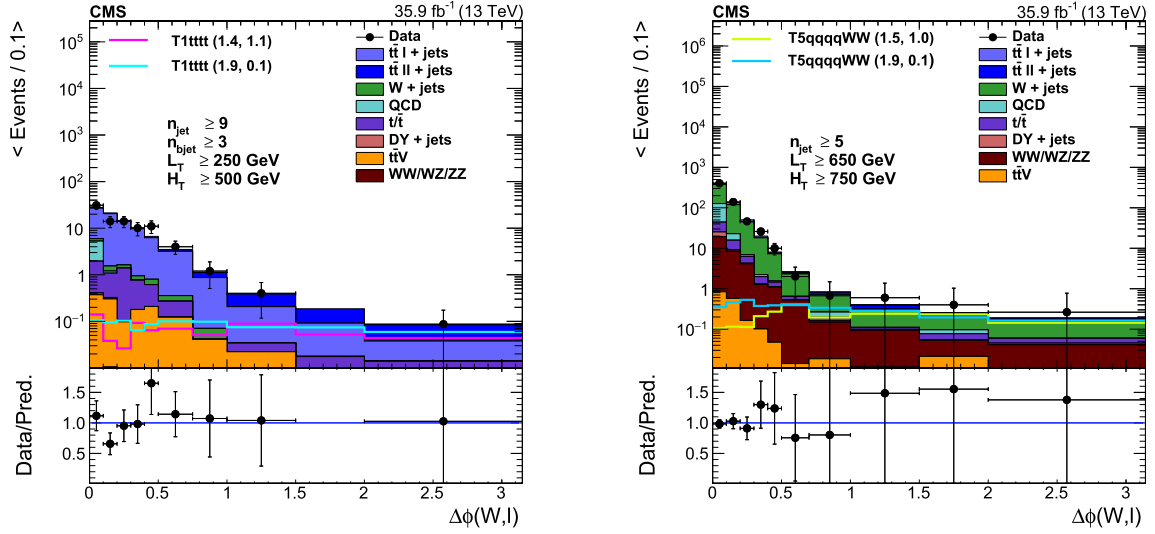 CMS 35.9 fb⁻¹ (13 TeV)
< Events / 0.1 >
T1tttt (1.4, 1.1)
T1tttt (1.9, 0.1)
Data
tt̄ l + jets
tt̄ ll + jets
W + jets
QCD
t/t̄
DY + jets
tt̄V
WW/WZ/ZZ
n_jet ≥ 9
n_bjet ≥ 3
L_T ≥ 250 GeV
H_T ≥ 500 GeV
10⁵
10⁴
10³
10²
10
1
10⁻¹
Data/Pred.
1.5
1.0
0.5
0 0.5 1 1.5 2 2.5 3
Δϕ(W,l)
CMS 35.9 fb⁻¹ (13 TeV)
< Events / 0.1 >
T5qqqqWW (1.5, 1.0)
T5qqqqWW (1.9, 0.1)
Data
tt̄ l + jets
tt̄ ll + jets
W + jets
QCD
t/t̄
DY + jets
WW/WZ/ZZ
tt̄V
n_jet ≥ 5
L_T ≥ 650 GeV
H_T ≥ 750 GeV
10⁶
10⁵
10⁴
10³
10²
10
1
10⁻¹
Data/Pred.
1.5
1.0
0.5
0 0.5 1 1.5 2 2.5 3
Δϕ(W,l)